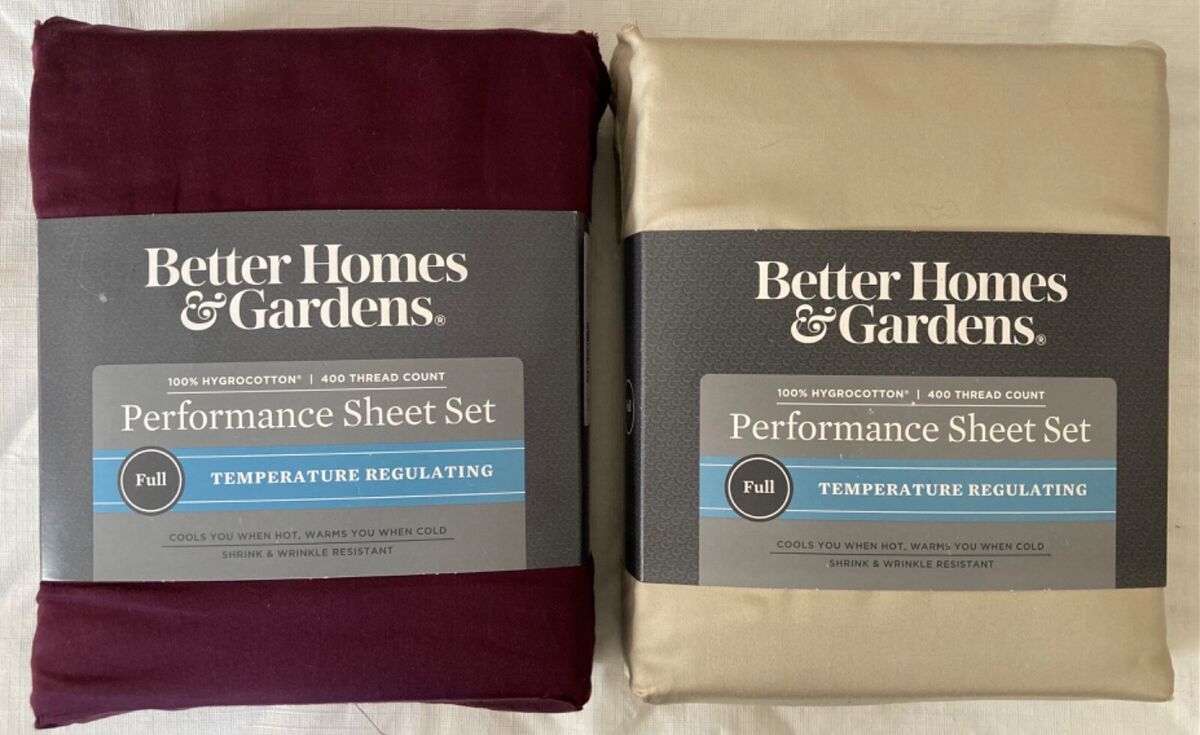 Better Homes
&Gardens®
100% HYGROCOTTON® | 400 THREAD COUNT
Performance Sheet Set
Full TEMPERATURE REGULATING
COOLS YOU WHEN HOT, WARMS YOU WHEN COLD
SHRINK & WRINKLE RESISTANT
Better Homes
&Gardens®
100% HYGROCOTTON® | 400 THREAD COUNT
Performance Sheet Set
Full TEMPERATURE REGULATING
COOLS YOU WHEN HOT, WARMS YOU WHEN COLD
SHRINK & WRINKLE RESISTANT